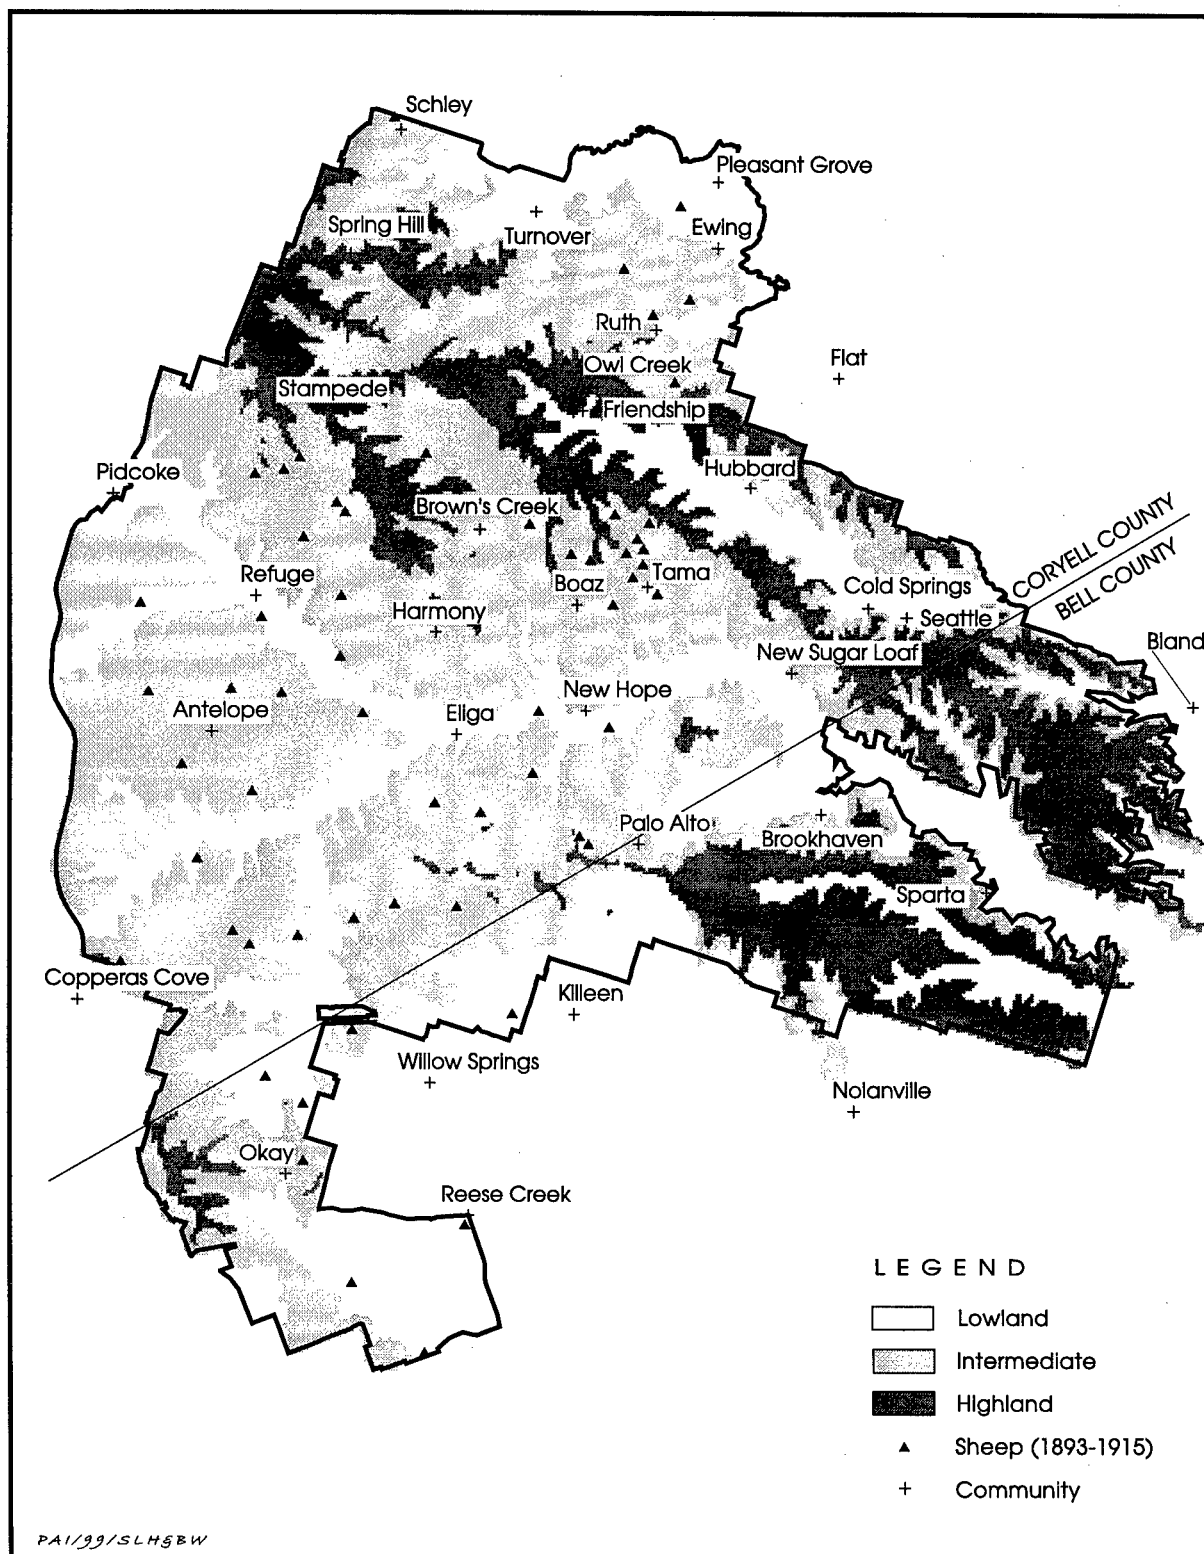 Schley
Pleasant Grove
Spring Hill
Turnover
Ewing
Ruth
Owl Creek
Flat
Stampede
Friendship
Pidcoke
Hubbard
Brown's Creek
CORYELL COUNTY
BELL COUNTY
Refuge
Boaz
Tama
Cold Springs
Harmony
Seattle
Bland
New Sugar Loaf
New Hope
Antelope
Eliga
Palo Alto
Brookhaven
Sparta
Copperas Cove
Killeen
Willow Springs
Nolanville
Okay
Reese Creek
LEGEND
Lowland
Intermediate
Highland
Sheep (1893-1915)
Community
PAI/99/SLH&BW